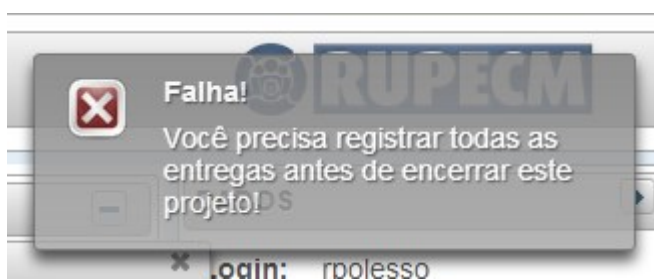 RUPECM
Falha!
Você precisa registrar todas as
entregas antes de encerrar este
projeto!
Login: rpolesso